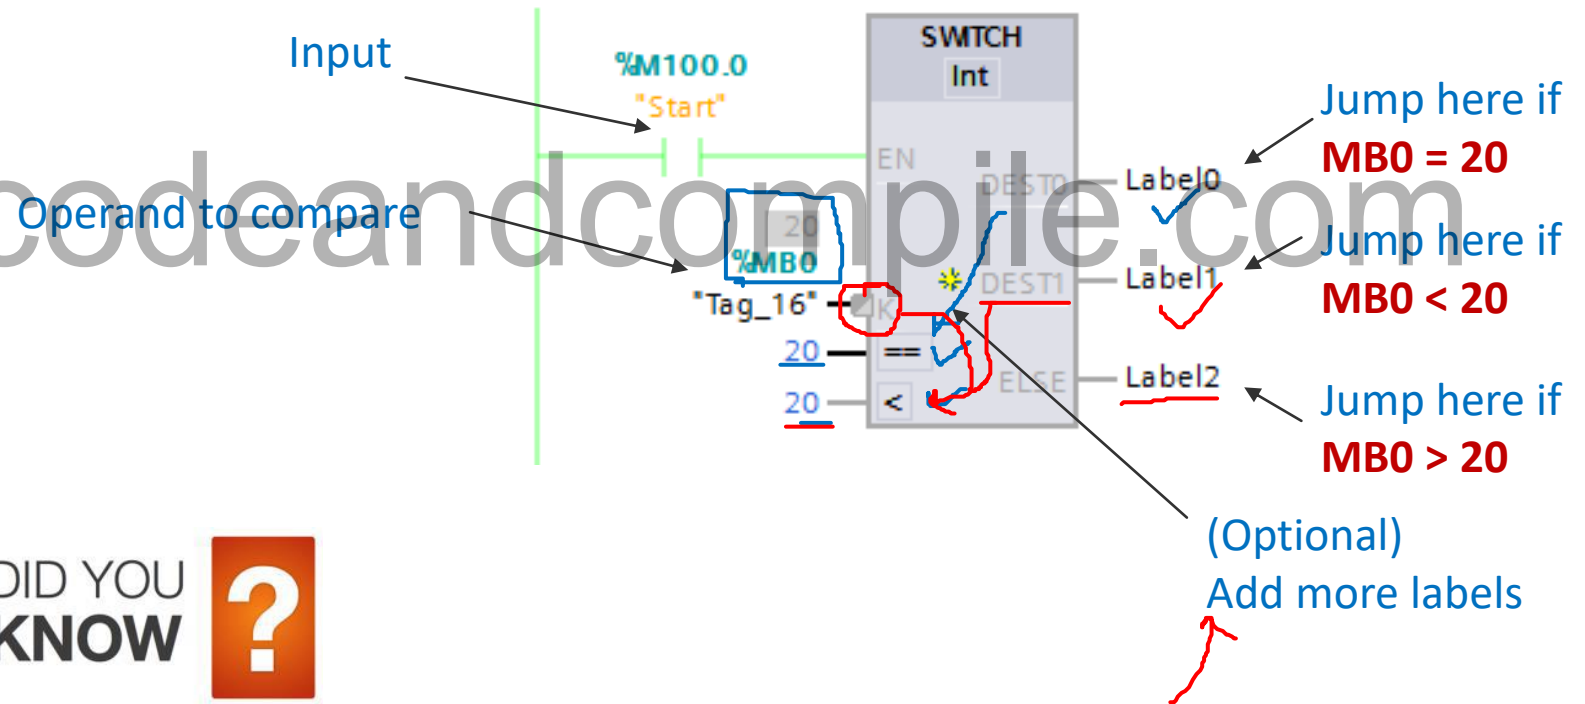 SWITCH
Int
Input
%M100.0
"Start"
Jump here if
MB0 = 20
EN
DEST0
Label0
codeandcompile.com
Operand to compare
20
%MB0
"Tag_16"
K
DEST1
Label1
Jump here if
MB0 < 20
20
==
ELSE
Label2
20
<
Jump here if
MB0 > 20
(Optional)
Add more labels
DID YOU
KNOW
?